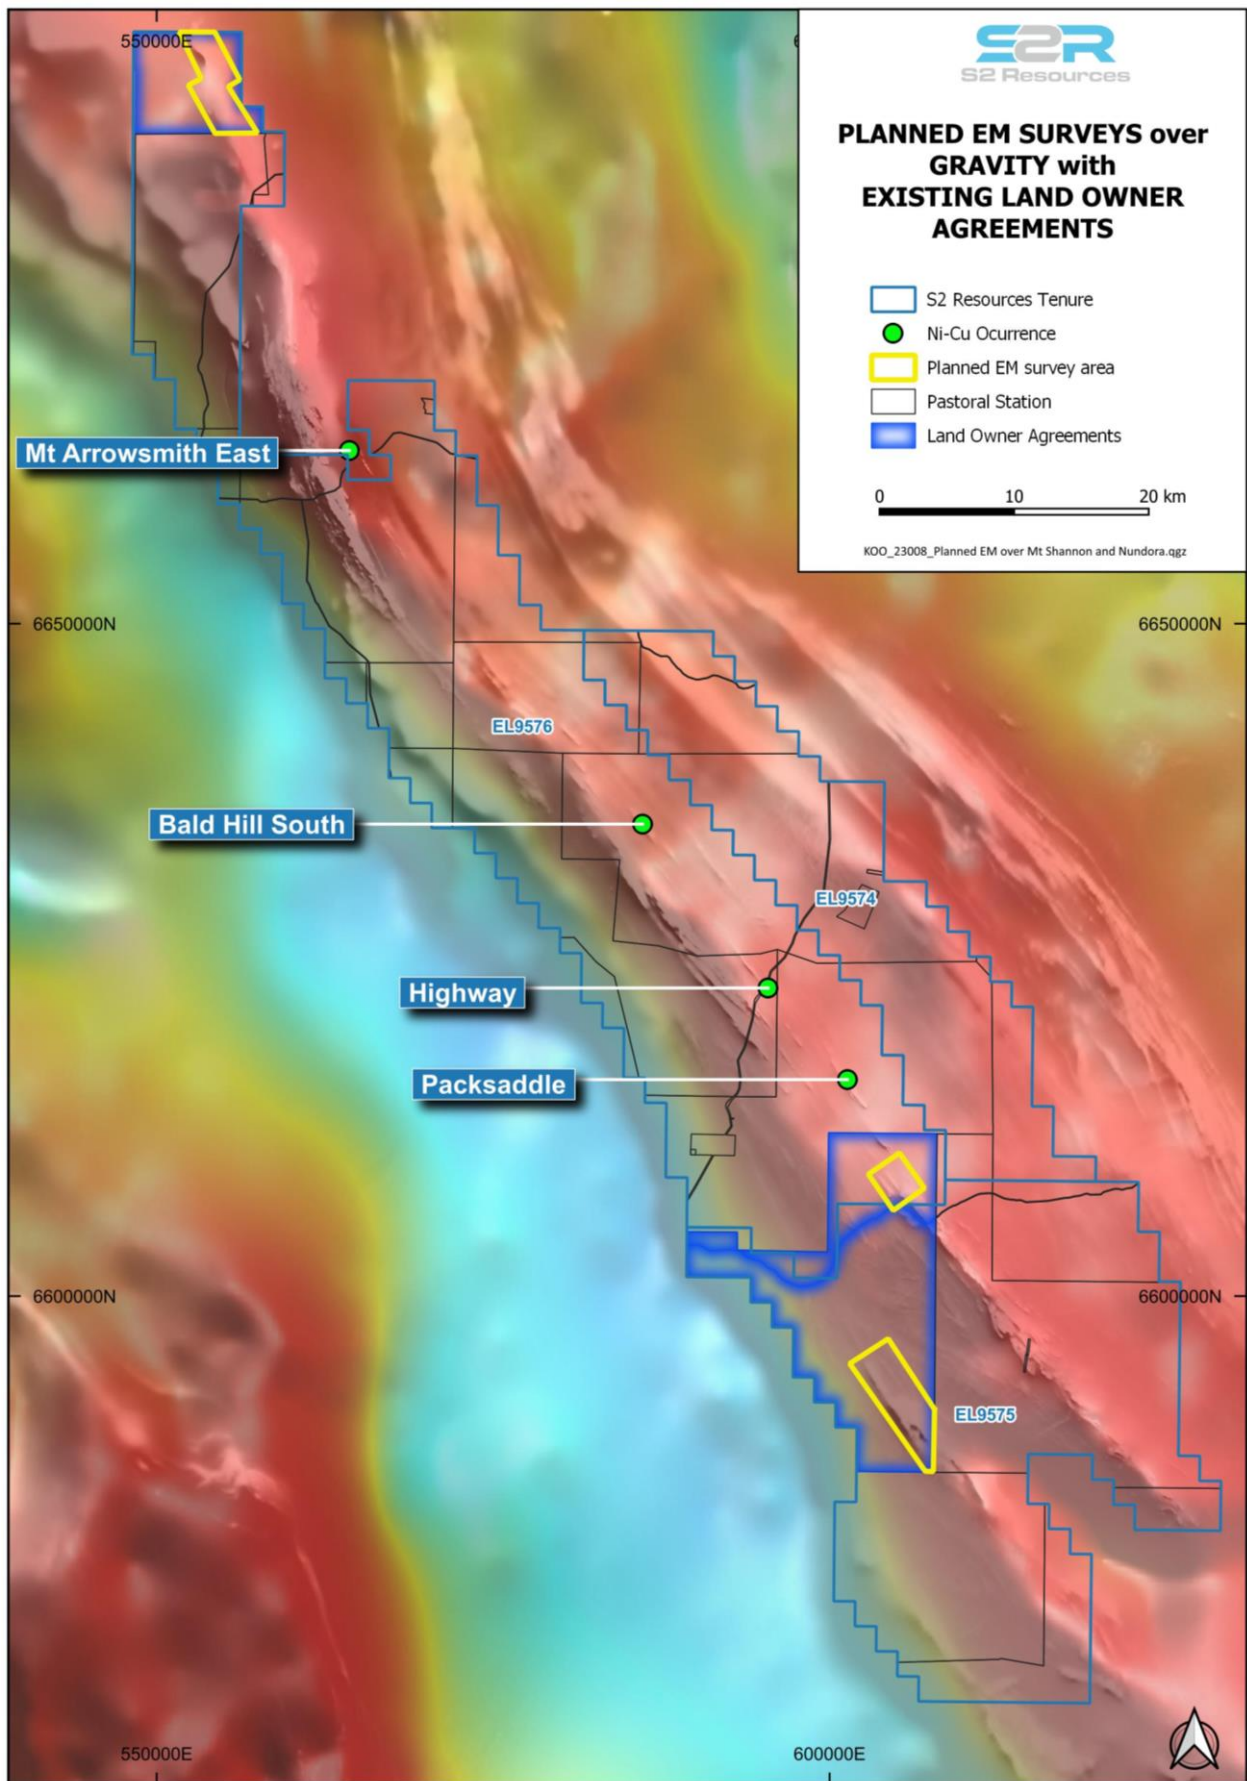 550000E
6
S2R
S2 Resources
PLANNED EM SURVEYS over
GRAVITY with
EXISTING LAND OWNER
AGREEMENTS
S2 Resources Tenure
Ni-Cu Ocurrence
Planned EM survey area
Pastoral Station
Land Owner Agreements
0 10 20 km
KOO_23008_Planned EM over Mt Shannon and Nundora.qgz
Mt Arrowsmith East
6650000N
6650000N
EL9576
Bald Hill South
EL9574
Highway
Packsaddle
6600000N
6600000N
EL9575
550000E
600000E